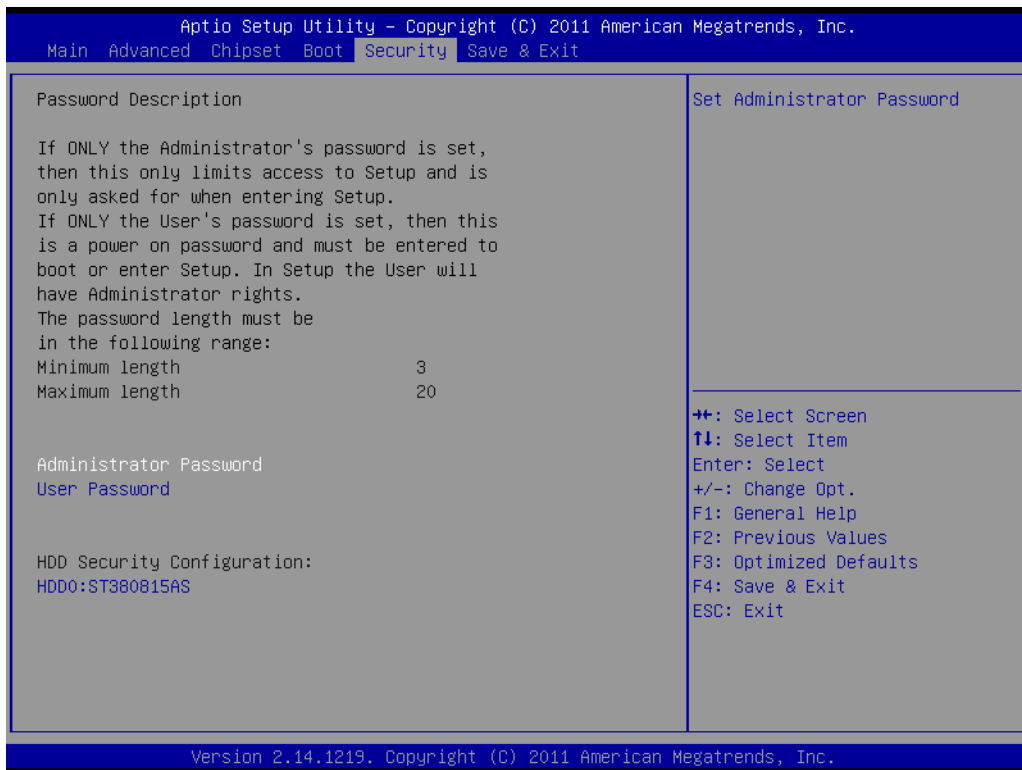 Aptio Setup Utility – Copyright (C) 2011 American Megatrends, Inc.
Main Advanced Chipset Boot Security Save & Exit
Password Description
If ONLY the Administrator's password is set,
then this only limits access to Setup and is
only asked for when entering Setup.
If ONLY the User's password is set, then this
is a power on password and must be entered to
boot or enter Setup. In Setup the User will
have Administrator rights.
The password length must be
in the following range:
Minimum length 3
Maximum length 20
Administrator Password
User Password
HDD Security Configuration:
HDD0:ST380815AS
Set Administrator Password
→←: Select Screen
↑↓: Select Item
Enter: Select
+/-: Change Opt.
F1: General Help
F2: Previous Values
F3: Optimized Defaults
F4: Save & Exit
ESC: Exit
Version 2.14.1219. Copyright (C) 2011 American Megatrends, Inc.